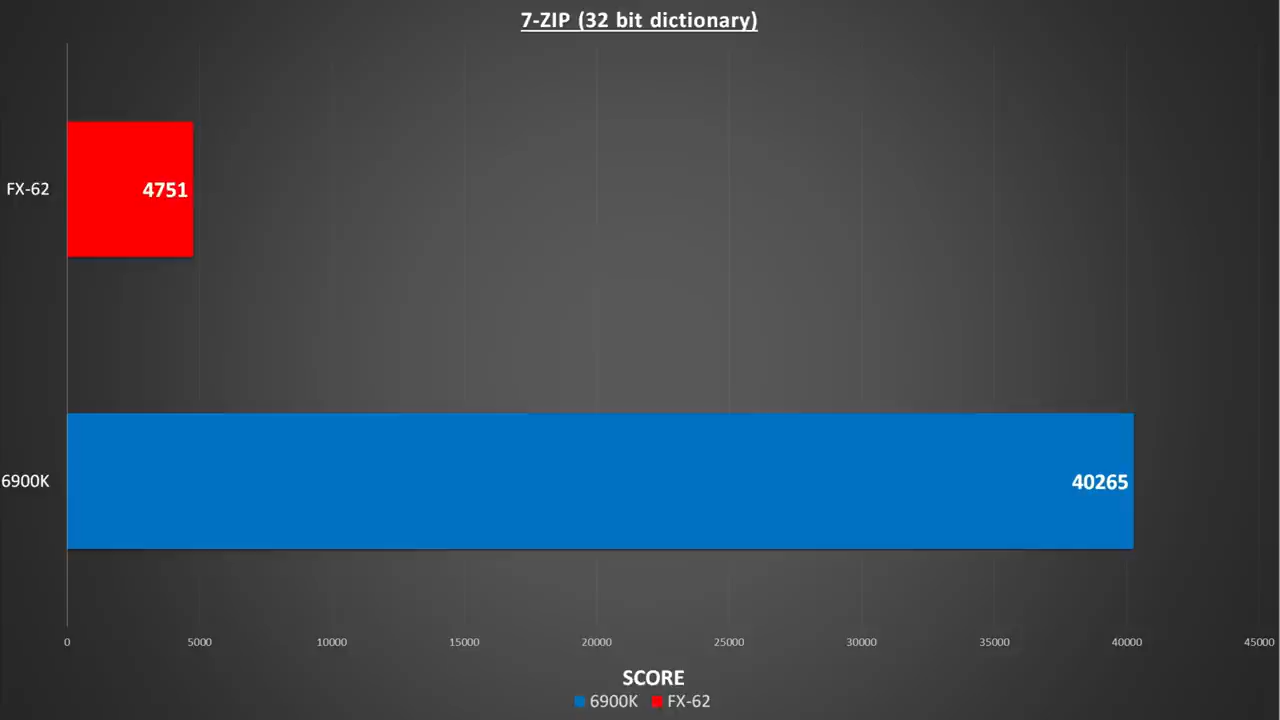 7-ZIP (32 bit dictionary)
FX-62
4751
6900K
40265
0 5000 10000 15000 20000 25000 30000 35000 40000 45000
SCORE
6900K FX-62